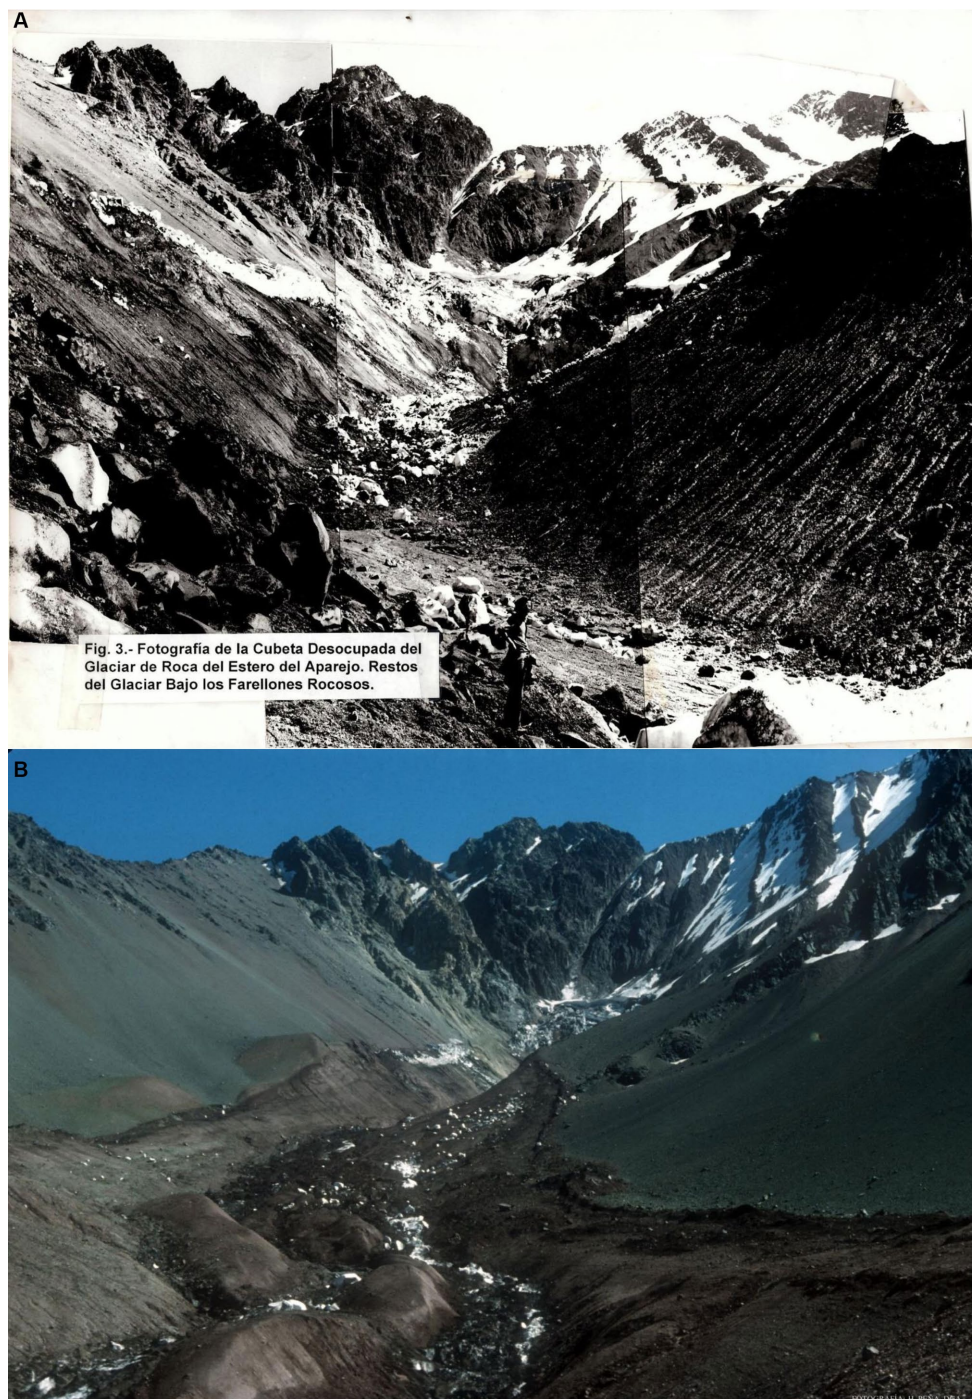 A
Fig. 3.- Fotografía de la Cubeta Desocupada del
Glaciar de Roca del Estero del Aparejo. Restos
del Glaciar Bajo los Farellones Rocosos.
B